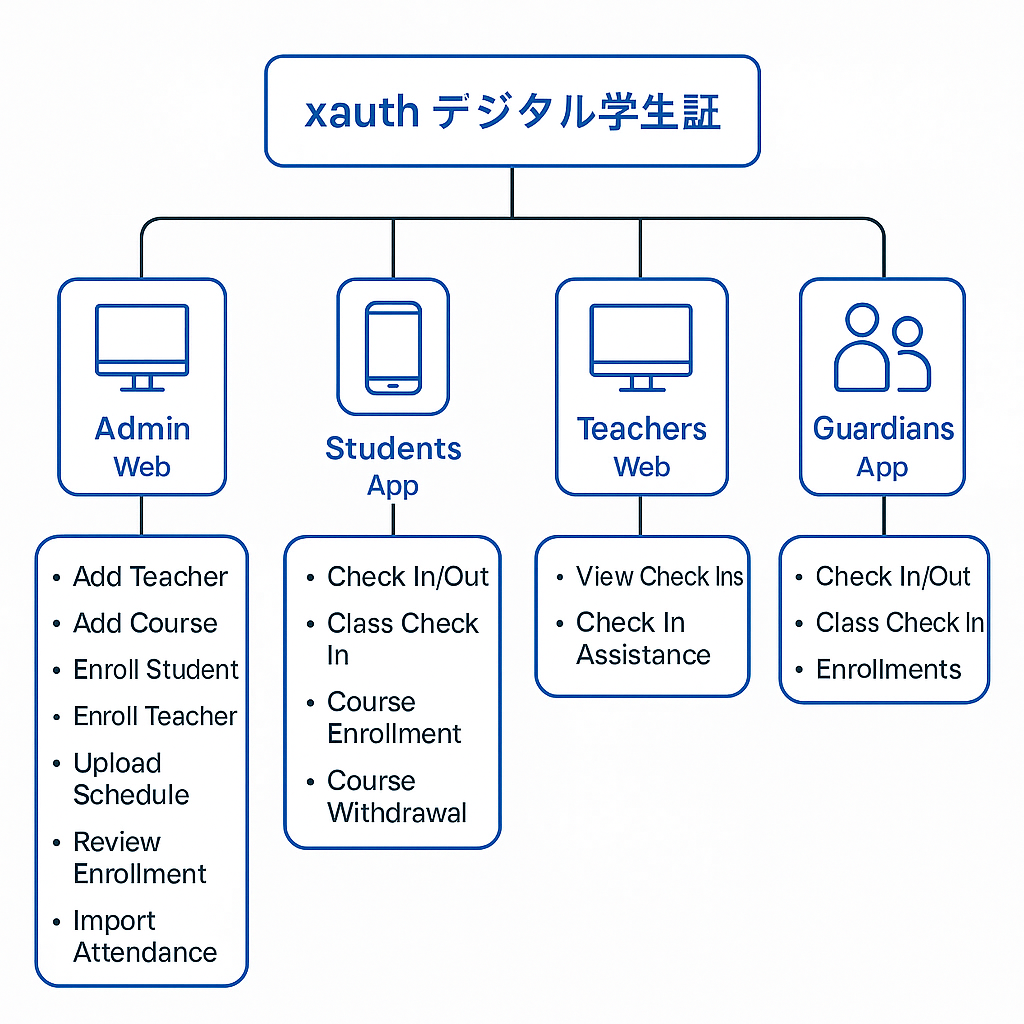 xauth デジタル学生証
Admin
Web
Students
App
Teachers
Web
Guardians
App
• Add Teacher
• Add Course
• Enroll Student
• Enroll Teacher
• Upload
Schedule
• Review
Enrollment
• Import
Attendance
• Check In/Out
• Class Check
In
• Course
Enrollment
• Course
Withdrawal
• View Check Ins
• Check In
Assistance
• Check In/Out
• Class Check In
• Enrollments